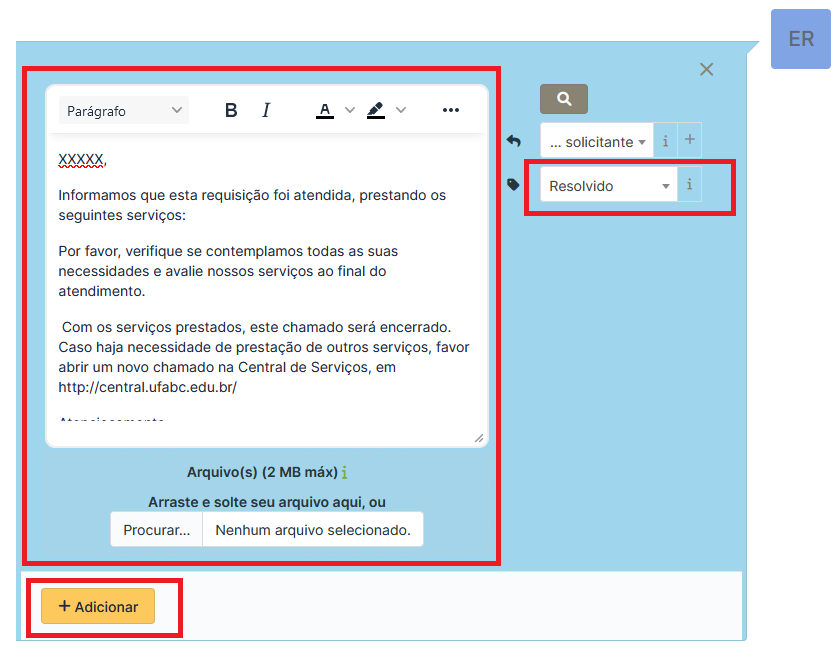 ER
Parágrafo
B I A
XXXXX,
Informamos que esta requisição foi atendida, prestando os
seguintes serviços:
Por favor, verifique se contemplamos todas as suas
necessidades e avalie nossos serviços ao final do
atendimento.
Com os serviços prestados, este chamado será encerrado.
Caso haja necessidade de prestação de outros serviços, favor
abrir um novo chamado na Central de Serviços, em
http://central.ufabc.edu.br/
... solicitante
Resolvido
Arquivo(s) (2 MB máx)
Arraste e solte seu arquivo aqui, ou
Procurar... Nenhum arquivo selecionado.
+ Adicionar